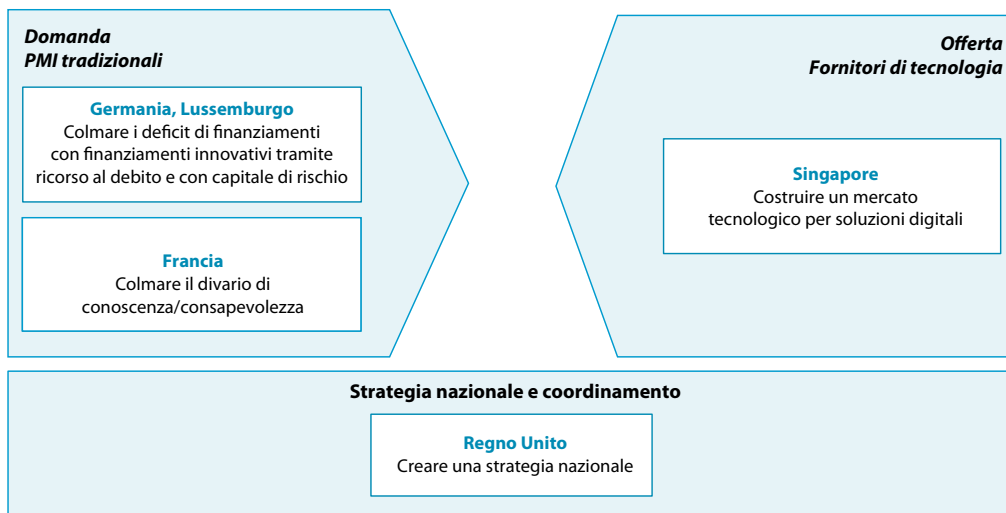 Domanda
PMI tradizionali
Germania, Lussemburgo
Colmare i deficit di finanziamenti
con finanziamenti innovativi tramite
ricorso al debito e con capitale di rischio
Francia
Colmare il divario di
conoscenza/consapevolezza
Offerta
Fornitori di tecnologia
Singapore
Costruire un mercato
tecnologico per soluzioni digitali
Strategia nazionale e coordinamento
Regno Unito
Creare una strategia nazionale